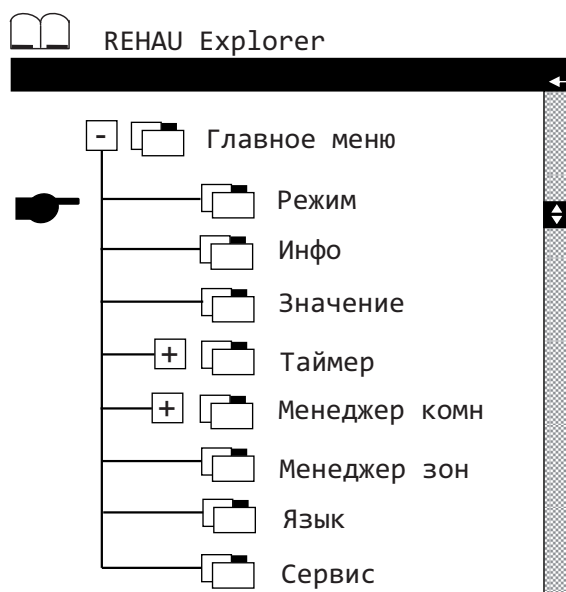 REHAU Explorer
- Главное меню
Режим
Инфо
Значение
+ Таймер
+ Менеджер комн
Менеджер зон
Язык
Сервис